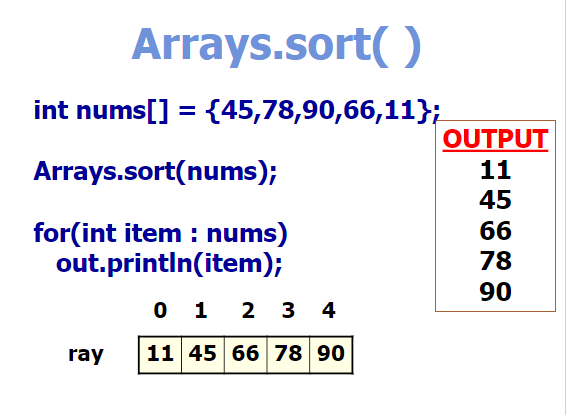 Arrays.sort( )
int nums[] = {45,78,90,66,11};
Arrays.sort(nums);
for(int item : nums)
out.println(item);
OUTPUT
11
45
66
78
90
0 1 2 3 4
ray 11 45 66 78 90